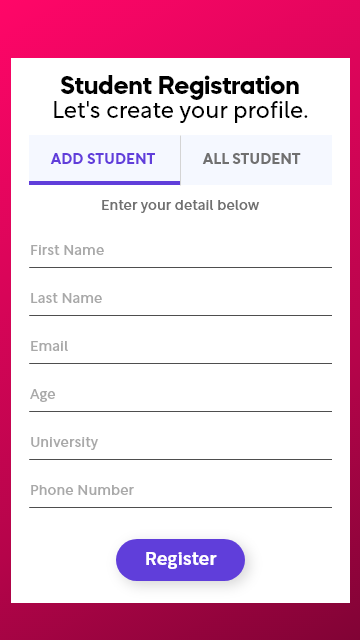 Student Registration
Let's create your profile.
ADD STUDENT
ALL STUDENT
Enter your detail below
First Name
Last Name
Email
Age
University
Phone Number
Register